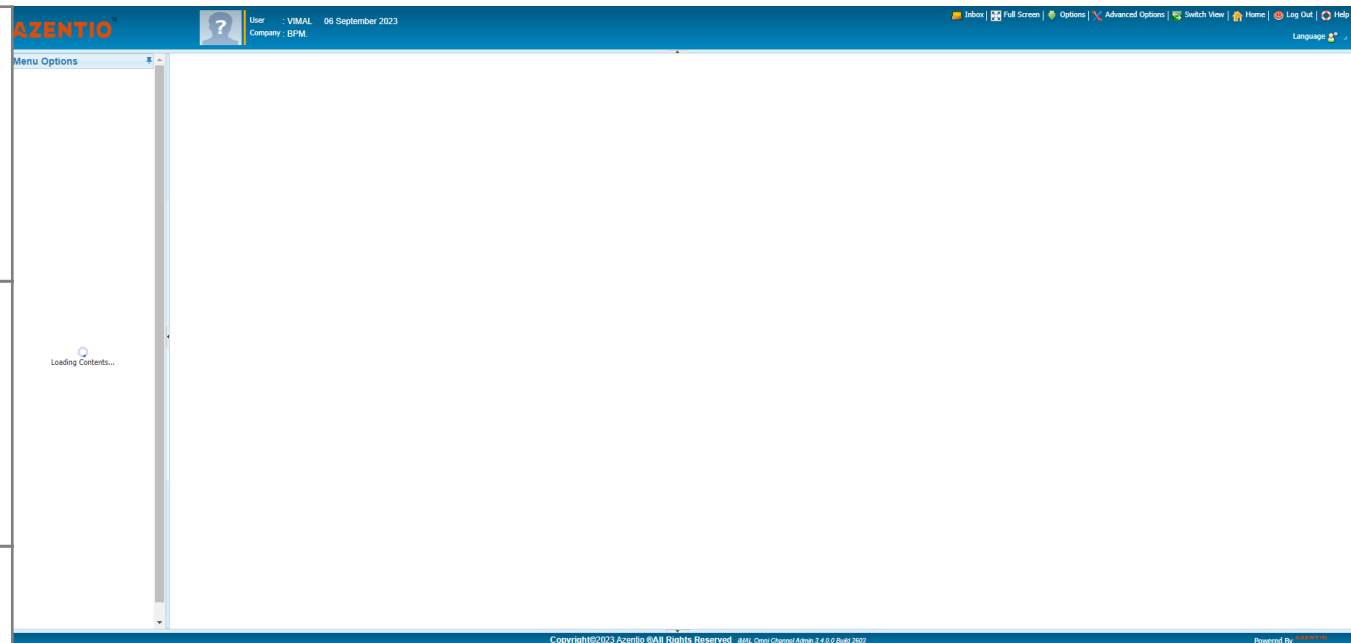 AZENTIO™
?
User : VIMAL 06 September 2023
Company : BPM.
Inbox | Full Screen | Options | Advanced Options | Switch View | Home | Log Out | Help
Language
Menu Options
Loading Contents...
Copyright©2023 Azentio ®All Rights Reserved iMAL Omni Channel Admin 3.4.0.0 Build 2603
Powered By AZENTIO